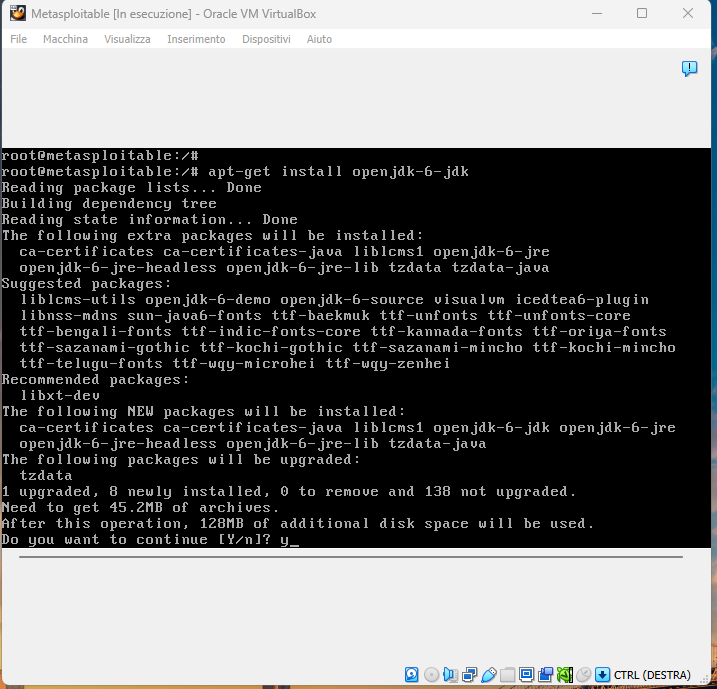 Metasploitable [In esecuzione] - Oracle VM VirtualBox
File Macchina Visualizza Inserimento Dispositivi Aiuto
root@metasploitable:/#
root@metasploitable:/# apt-get install openjdk-6-jdk
Reading package lists... Done
Building dependency tree
Reading state information... Done
The following extra packages will be installed:
  ca-certificates ca-certificates-java liblcms1 openjdk-6-jre
  openjdk-6-jre-headless openjdk-6-jre-lib tzdata tzdata-java
Suggested packages:
  liblcms-utils openjdk-6-demo openjdk-6-source visualvm icedtea6-plugin
  libnss-mdns sun-java6-fonts ttf-baekmuk ttf-unfonts ttf-unfonts-core
  ttf-bengali-fonts ttf-indic-fonts-core ttf-kannada-fonts ttf-oriya-fonts
  ttf-sazanami-gothic ttf-kochi-gothic ttf-sazanami-mincho ttf-kochi-mincho
  ttf-telugu-fonts ttf-wqy-microhei ttf-wqy-zenhei
Recommended packages:
  libxt-dev
The following NEW packages will be installed:
  ca-certificates ca-certificates-java liblcms1 openjdk-6-jdk openjdk-6-jre
  openjdk-6-jre-headless openjdk-6-jre-lib tzdata-java
The following packages will be upgraded:
  tzdata
1 upgraded, 8 newly installed, 0 to remove and 138 not upgraded.
Need to get 45.2MB of archives.
After this operation, 128MB of additional disk space will be used.
Do you want to continue [Y/n]? y_
CTRL (DESTRA)